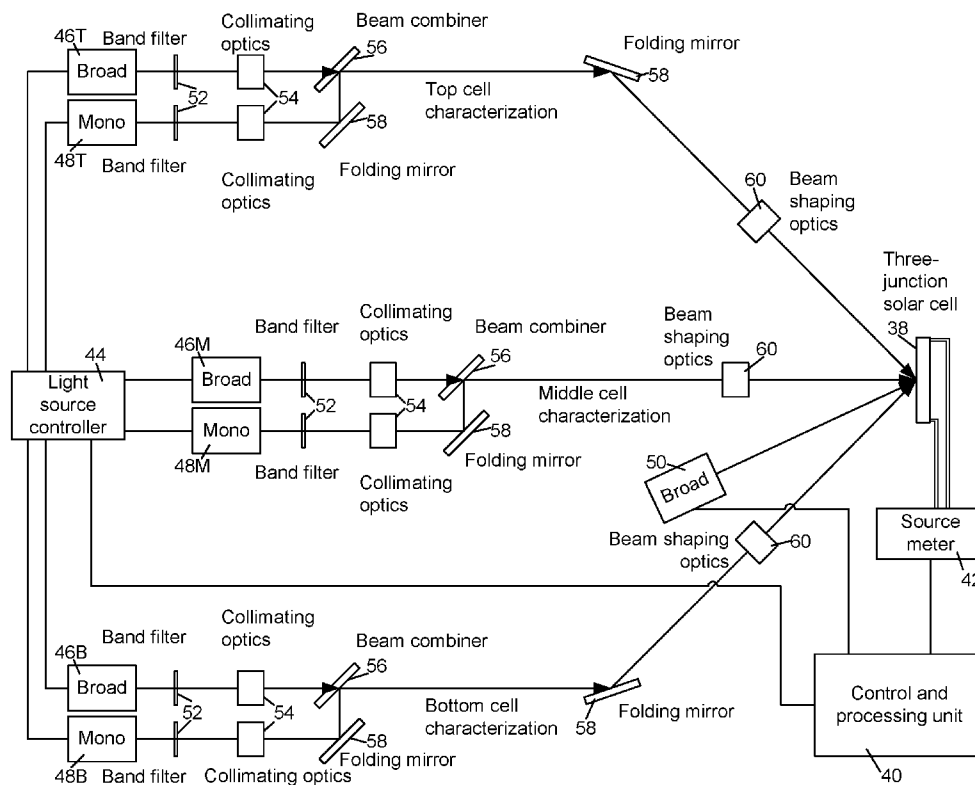 46T
Band filter
Collimating
optics
Beam combiner
56
Folding mirror
58
Broad
52
54
Top cell
characterization
Mono
48T
Band filter
Collimating
optics
58
Folding mirror
60
Beam
shaping
optics
Three-
junction
solar cell
38
44
Light
source
controller
46M
Band filter
Collimating
optics
Beam combiner
56
Beam
shaping
optics
60
Broad
52
54
Middle cell
characterization
Mono
48M
Band filter
Collimating
optics
58
Folding mirror
50
Broad
Beam shaping
optics
60
Source
meter
42
46B
Band filter
Collimating
optics
Beam combiner
56
Broad
52
54
Bottom cell
characterization
58
Folding mirror
Mono
48B
Band filter
Collimating optics
58
Folding mirror
Control and
processing unit
40